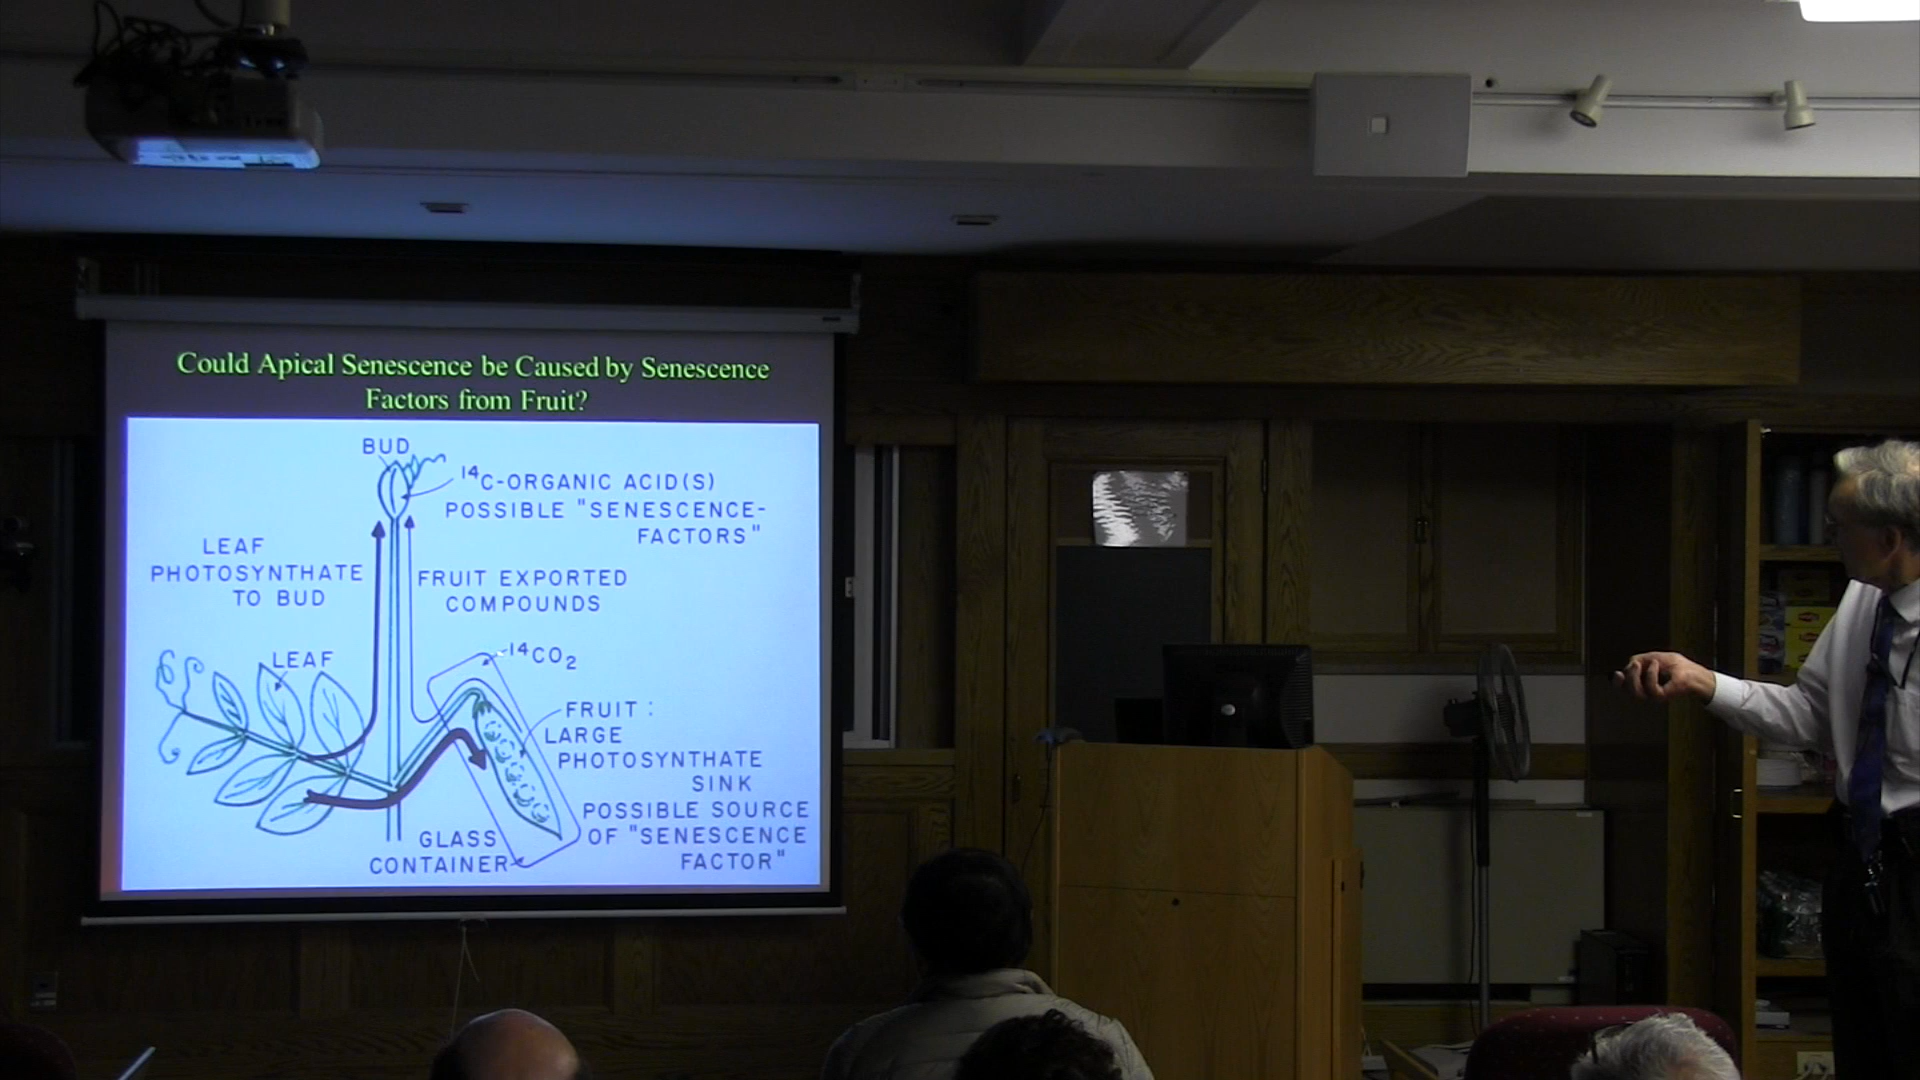 Could Apical Senescence be Caused by Senescence
Factors from Fruit?
BUD
¹⁴C-ORGANIC ACID(S)
POSSIBLE "SENESCENCE-
FACTORS"
LEAF
PHOTOSYNTHATE
TO BUD
FRUIT EXPORTED
COMPOUNDS
LEAF
¹⁴CO₂
FRUIT:
LARGE
PHOTOSYNTHATE
SINK
POSSIBLE SOURCE
OF "SENESCENCE
FACTOR"
GLASS
CONTAINER